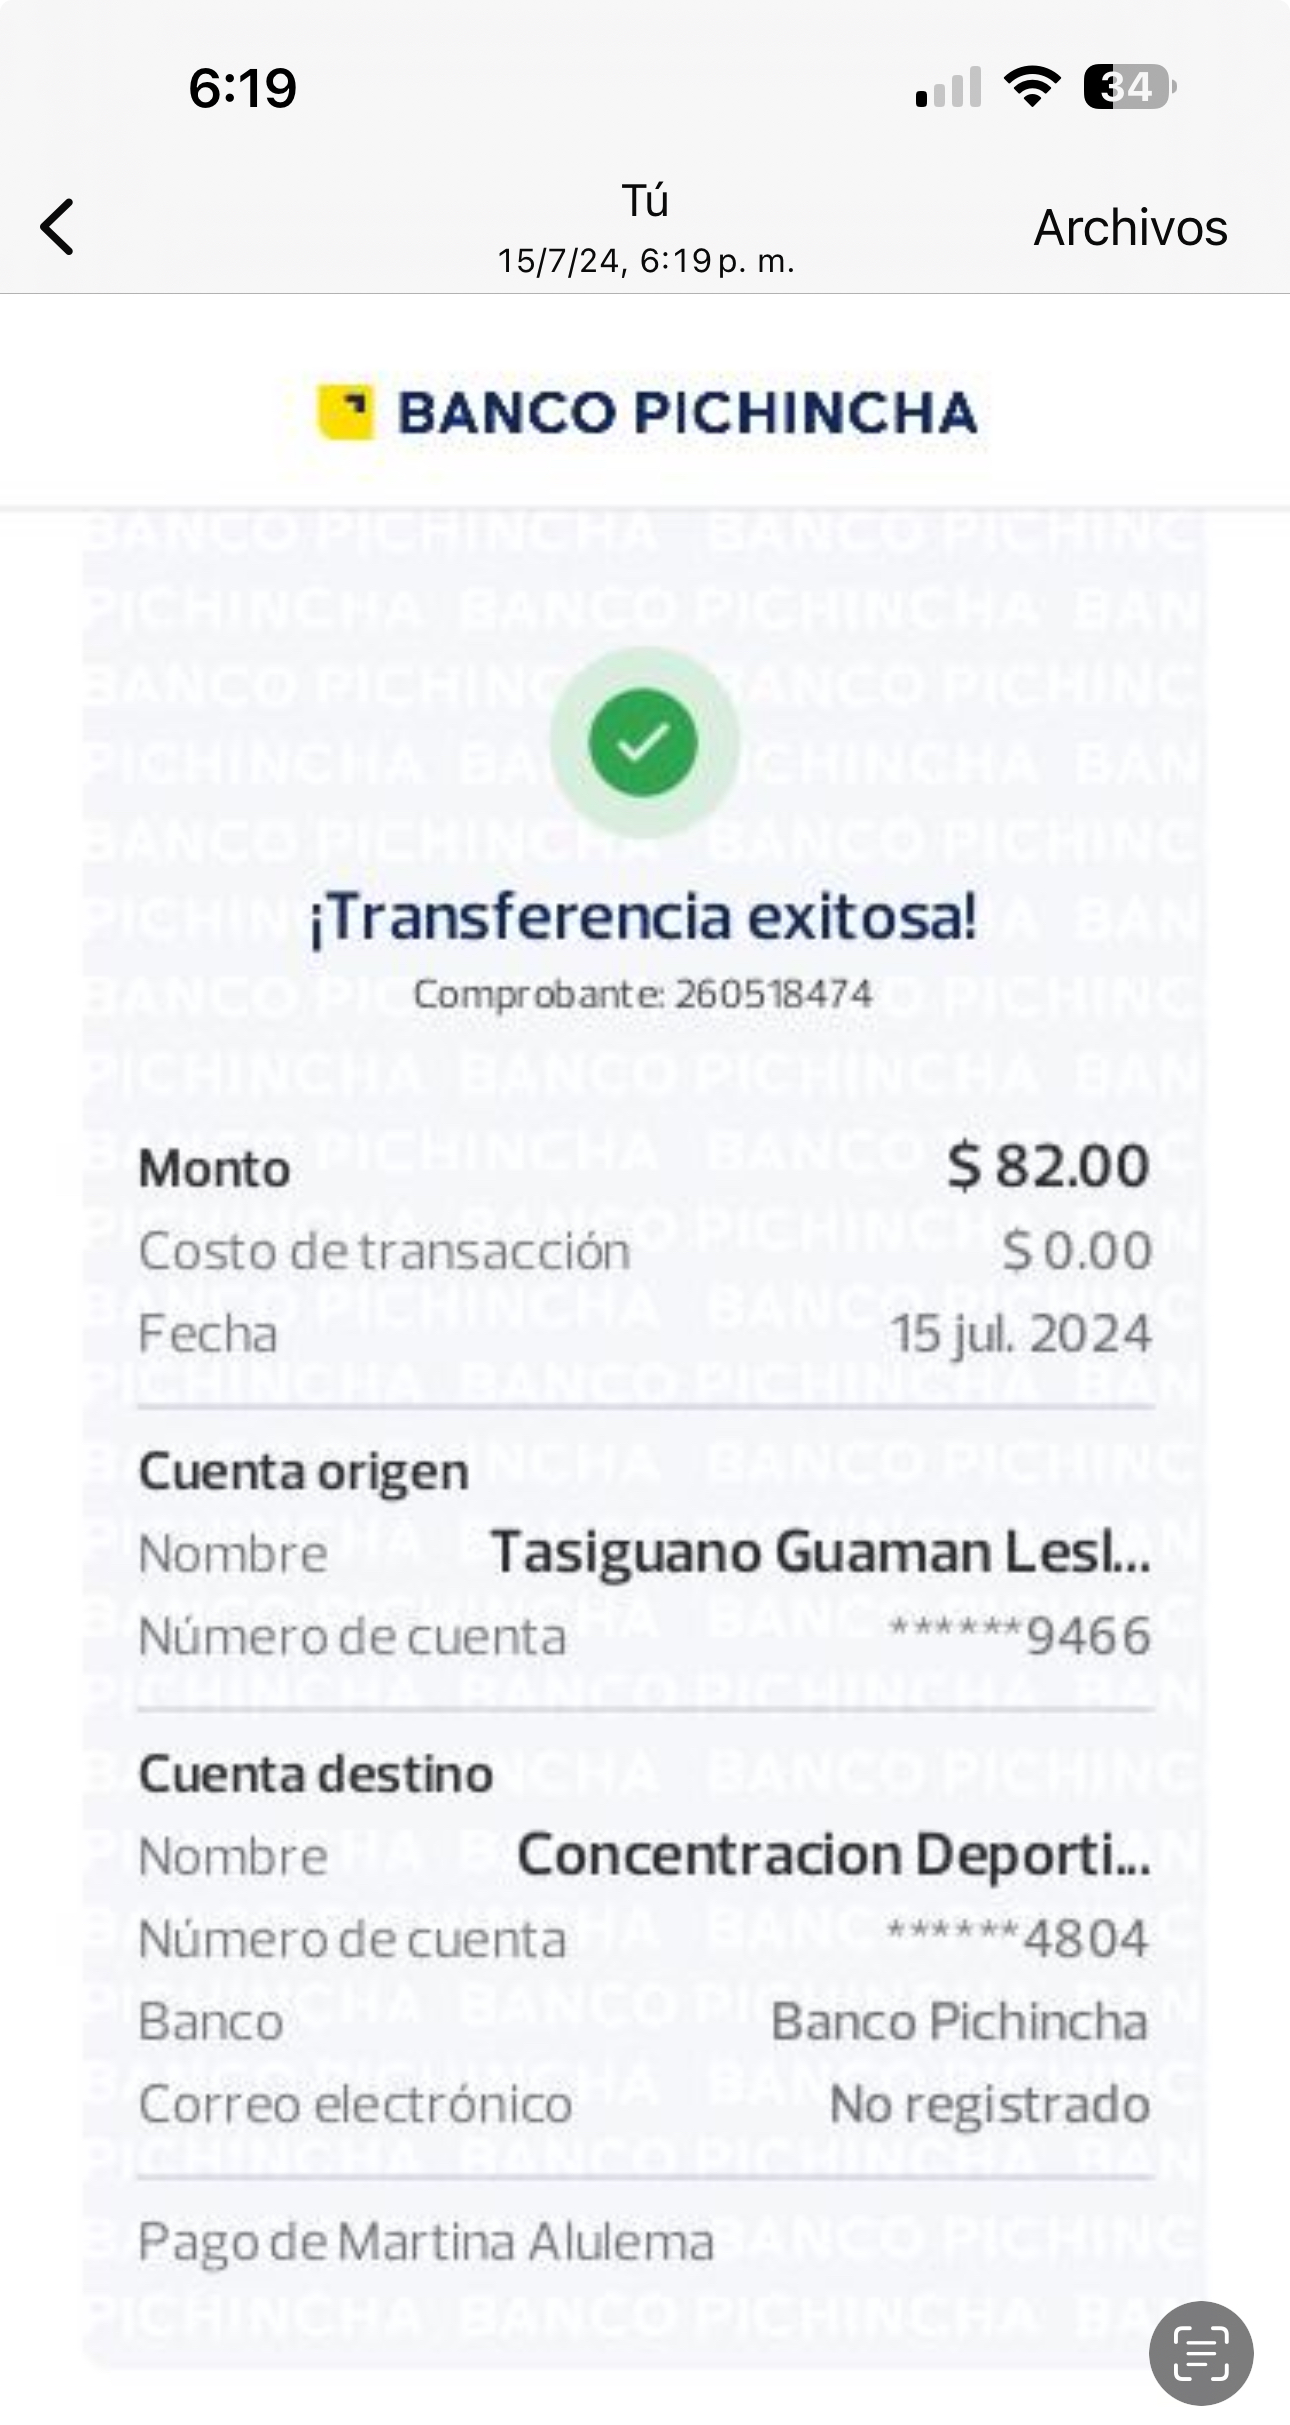 6:19
34
Tú
15/7/24, 6:19 p. m.
Archivos
BANCO PICHINCHA
¡Transferencia exitosa!
Comprobante: 260518474
Monto $ 82.00
Costo de transacción $ 0.00
Fecha 15 jul. 2024
Cuenta origen
Nombre Tasiguano Guaman Lesl...
Número de cuenta ******9466
Cuenta destino
Nombre Concentracion Deporti...
Número de cuenta ******4804
Banco Banco Pichincha
Correo electrónico No registrado
Pago de Martina Alulema